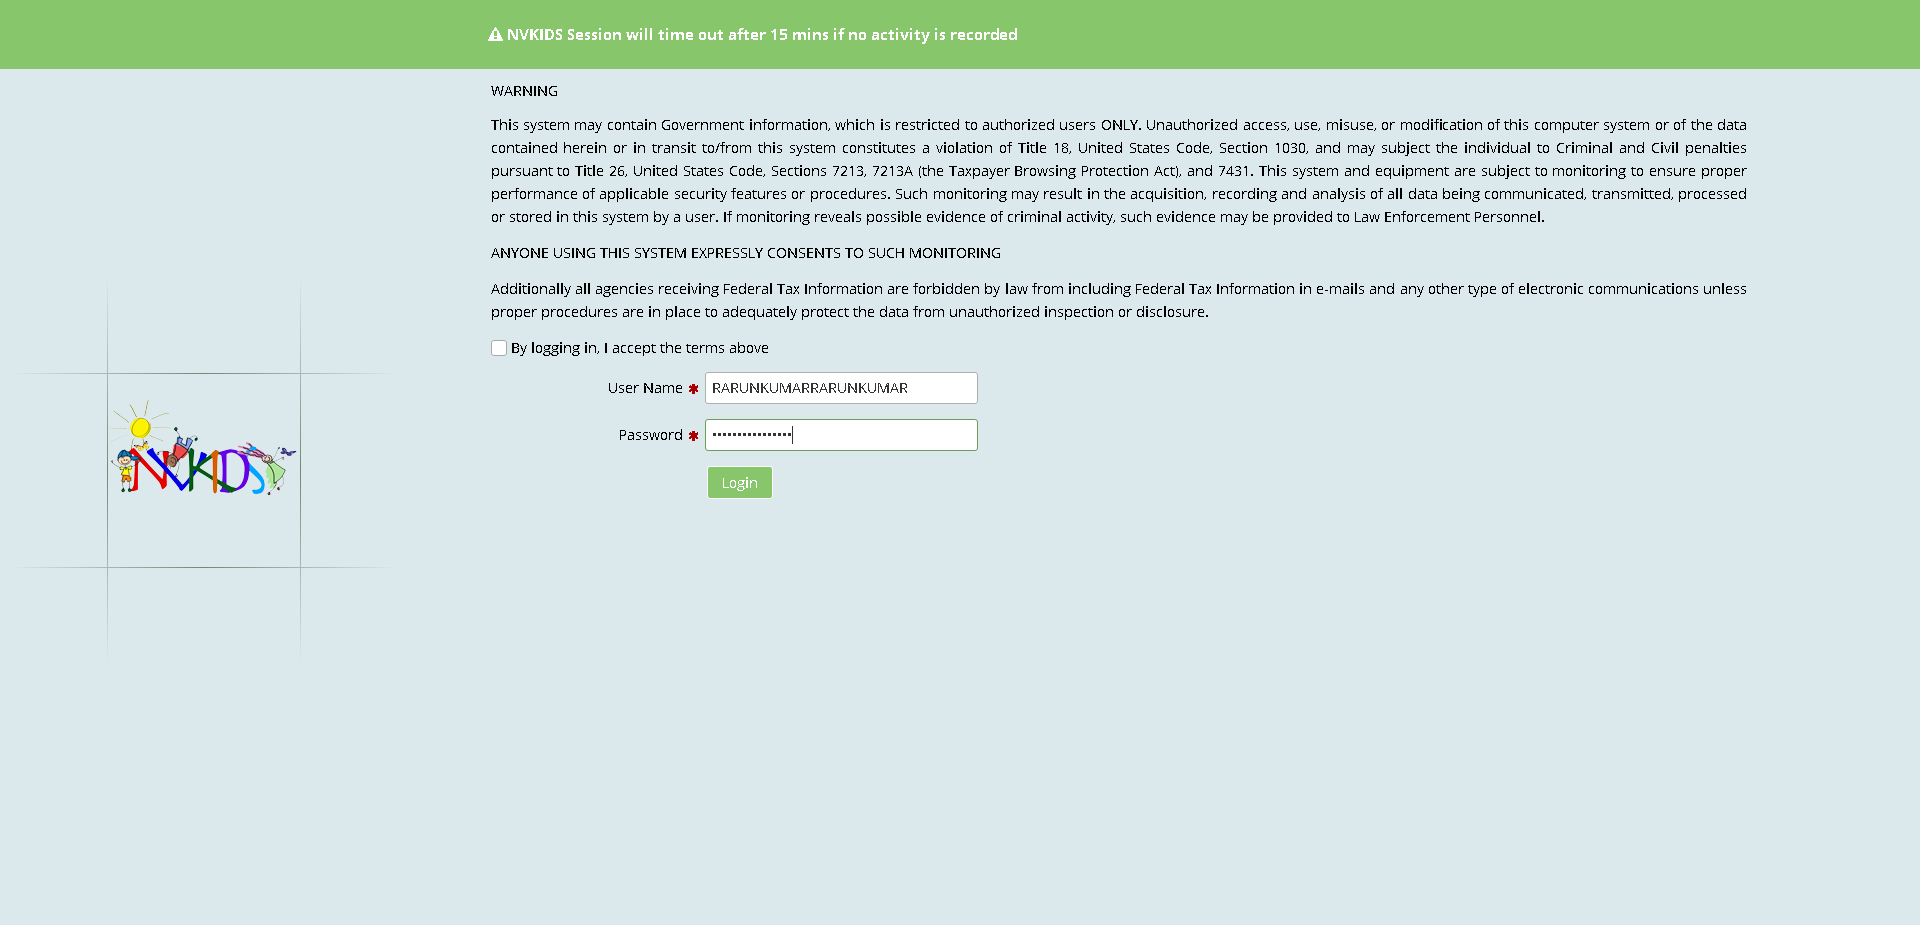 NVKIDS Session will time out after 15 mins if no activity is recorded
WARNING
This system may contain Government information, which is restricted to authorized users ONLY. Unauthorized access, use, misuse, or modification of this computer system or of the data
contained herein or in transit to/from this system constitutes a violation of Title 18, United States Code, Section 1030, and may subject the individual to Criminal and Civil penalties
pursuant to Title 26, United States Code, Sections 7213, 7213A (the Taxpayer Browsing Protection Act), and 7431. This system and equipment are subject to monitoring to ensure proper
performance of applicable security features or procedures. Such monitoring may result in the acquisition, recording and analysis of all data being communicated, transmitted, processed
or stored in this system by a user. If monitoring reveals possible evidence of criminal activity, such evidence may be provided to Law Enforcement Personnel.
ANYONE USING THIS SYSTEM EXPRESSLY CONSENTS TO SUCH MONITORING
Additionally all agencies receiving Federal Tax Information are forbidden by law from including Federal Tax Information in e-mails and any other type of electronic communications unless
proper procedures are in place to adequately protect the data from unauthorized inspection or disclosure.
By logging in, I accept the terms above
User Name ✱ RARUNKUMARRARUNKUMAR
Password ✱ ••••••••••••••••
Login
NVKIDS